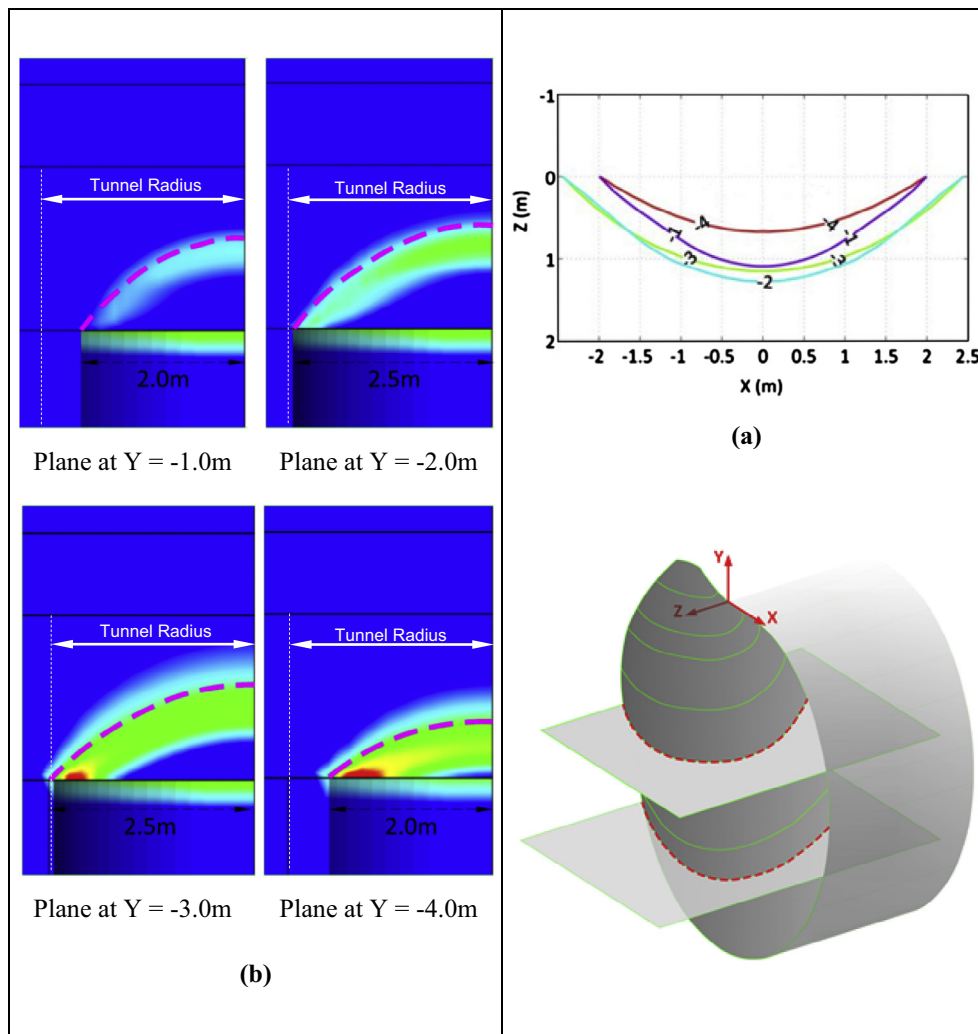 Tunnel Radius
Tunnel Radius
2.0m
2.5m
Plane at Y = -1.0m
Plane at Y = -2.0m
Tunnel Radius
Tunnel Radius
2.5m
2.0m
Plane at Y = -3.0m
Plane at Y = -4.0m
(b)
-1
0
1
2
Z (m)
-4
-4
-1
-1
-3
-2
-2 -1.5 -1 -0.5 0 0.5 1 1.5 2 2.5
X (m)
(a)
Y
Z
X